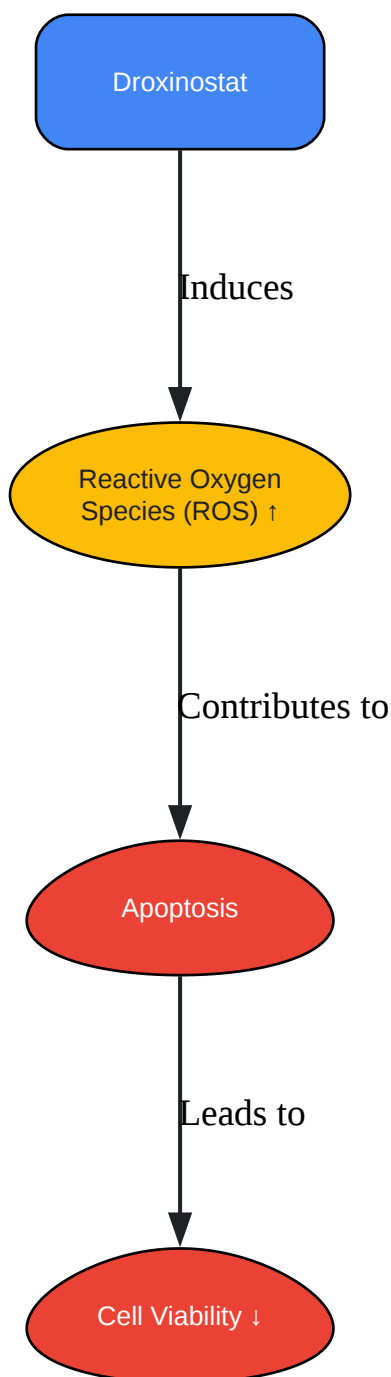 Droxinostat
Induces
Reactive Oxygen
Species (ROS) ↑
Contributes to
Apoptosis
Leads to
Cell Viability ↓